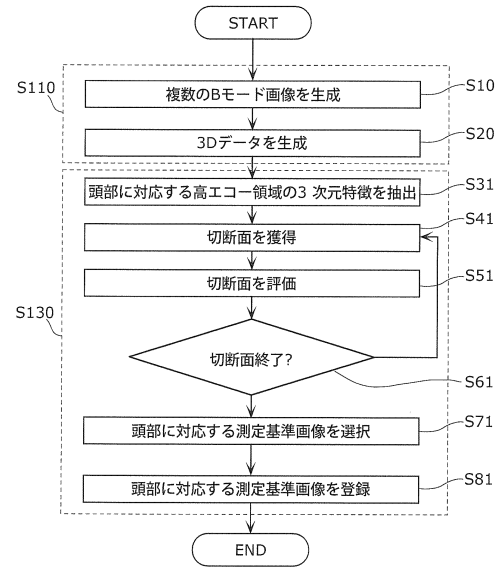 START
S110
複数のBモード画像を生成
S10
3Dデータを生成
S20
頭部に対応する高エコー領域の3 次元特徴を抽出
S31
切断面を獲得
S41
切断面を評価
S51
S130
切断面終了?
S61
頭部に対応する測定基準画像を選択
S71
頭部に対応する測定基準画像を登録
S81
END